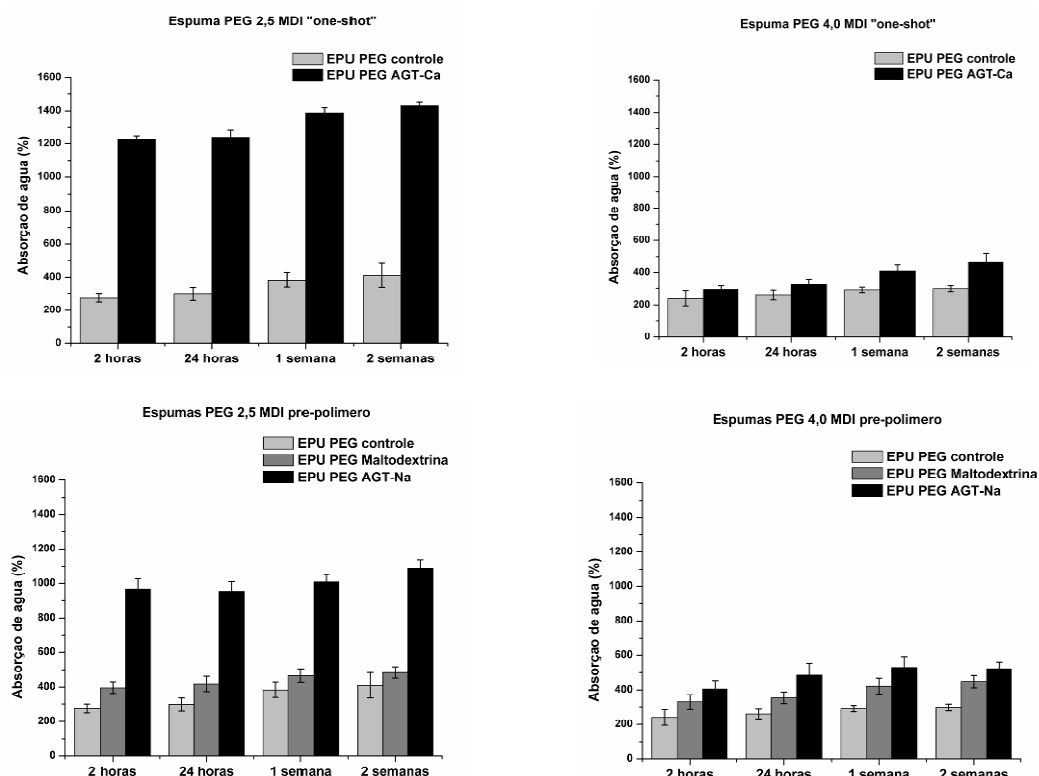 Espuma PEG 2,5 MDI "one-shot"
EPU PEG controle
EPU PEG AGT-Ca
1600
1400
1200
1000
800
600
400
200
0
Absorçao de agua (%)
2 horas 24 horas 1 semana 2 semanas
Espuma PEG 4,0 MDI "one-shot"
EPU PEG controle
EPU PEG AGT-Ca
1600
1400
1200
1000
800
600
400
200
0
Absorçao de agua (%)
2 horas 24 horas 1 semana 2 semanas
Espumas PEG 2,5 MDI pre-polimero
EPU PEG controle
EPU PEG Maltodextrina
EPU PEG AGT-Na
1600
1400
1200
1000
800
600
400
200
0
Absorçao de agua (%)
2 horas 24 horas 1 semana 2 semanas
Espumas PEG 4,0 MDI pre-polimero
EPU PEG controle
EPU PEG Maltodextrina
EPU PEG AGT-Na
1600
1400
1200
1000
800
600
400
200
0
Absorçao de agua (%)
2 horas 24 horas 1 semana 2 semanas